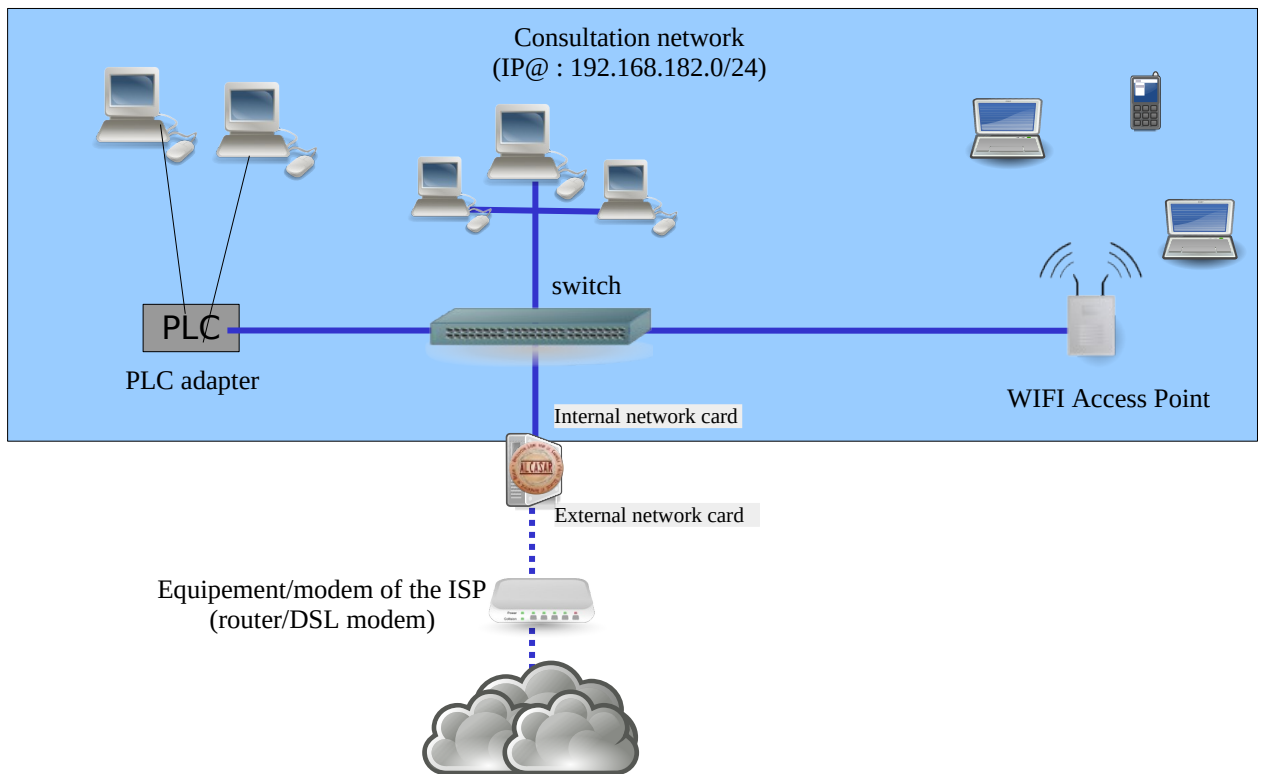 Consultation network
(IP@ : 192.168.182.0/24)
switch
PLC
PLC adapter
WIFI Access Point
Internal network card
ALCASAR
External network card
Equipement/modem of the ISP
(router/DSL modem)